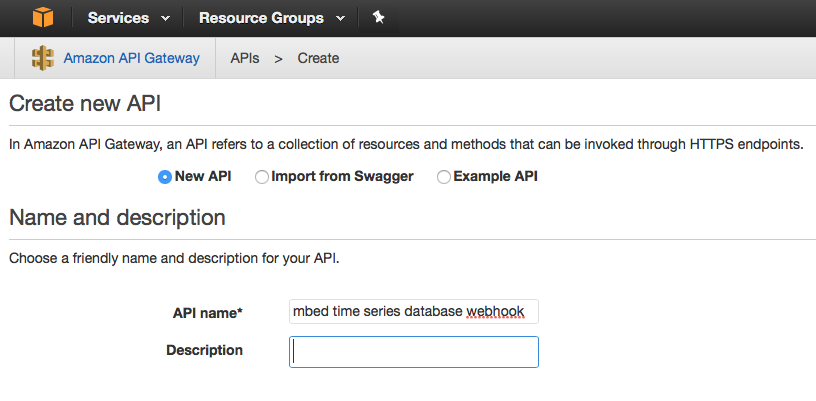 Services Resource Groups
Amazon API Gateway APIs > Create
Create new API
In Amazon API Gateway, an API refers to a collection of resources and methods that can be invoked through HTTPS endpoints.
New API Import from Swagger Example API
Name and description
Choose a friendly name and description for your API.
API name* mbed time series database webhook
Description